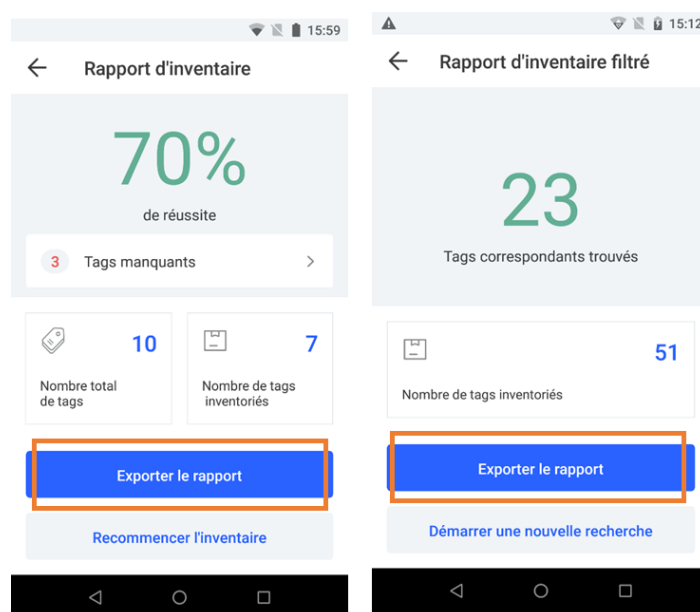 15:59
Rapport d'inventaire
70%
de réussite
3 Tags manquants
10
Nombre total
de tags
7
Nombre de tags
inventoriés
Exporter le rapport
Recommencer l'inventaire
15:12
Rapport d'inventaire filtré
23
Tags correspondants trouvés
51
Nombre de tags inventoriés
Exporter le rapport
Démarrer une nouvelle recherche